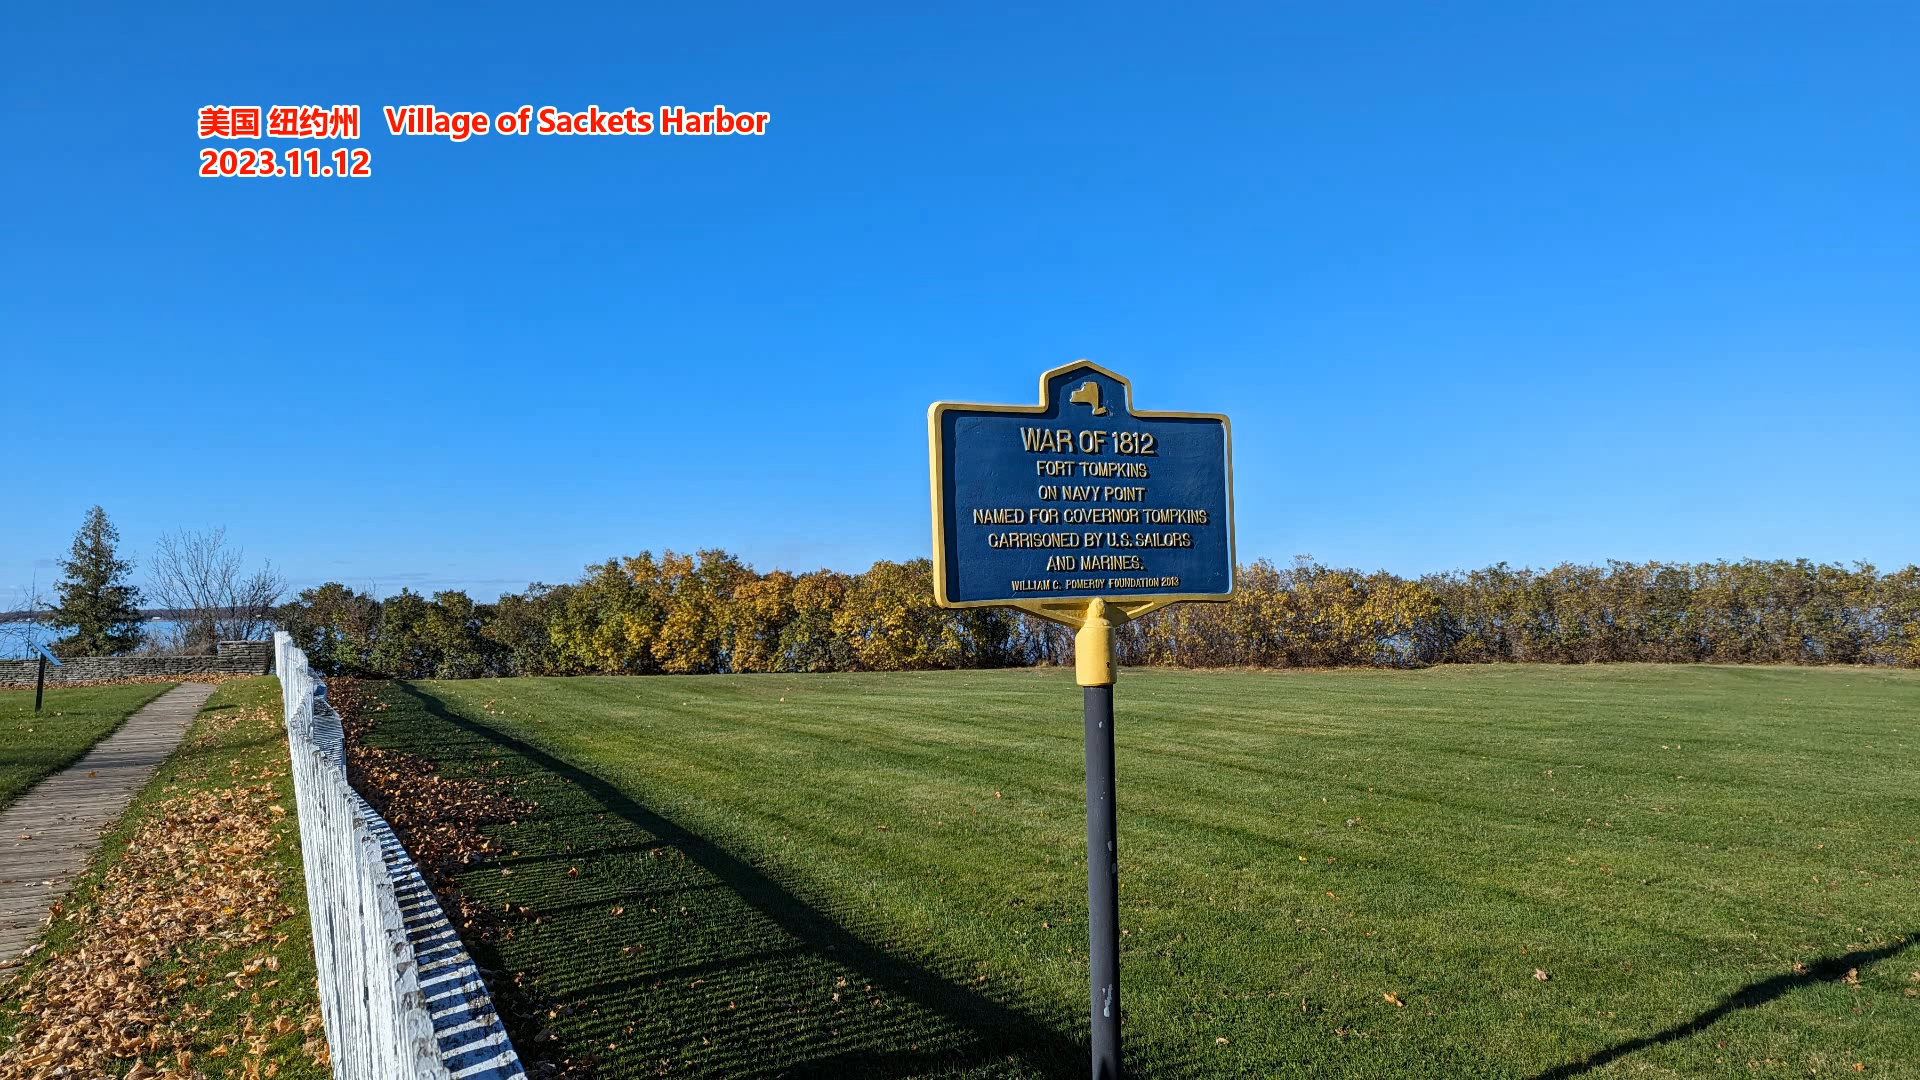 美国 纽约州 Village of Sackets Harbor
2023.11.12
WAR OF 1812
FORT TOMPKINS
ON NAVY POINT
NAMED FOR GOVERNOR TOMPKINS
GARRISONED BY U.S. SAILORS
AND MARINES.
WILLIAM G. POMEROY FOUNDATION 2013